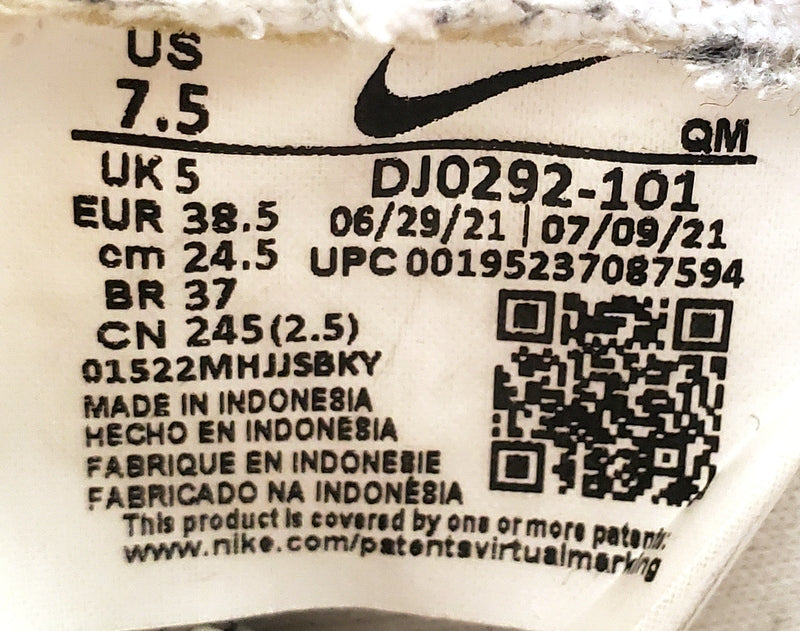 US
7.5
QM
UK 5
DJ0292-101
EUR 38.5
06/29/21 | 07/09/21
cm 24.5
UPC 00195237087594
BR 37
CN 245(2.5)
01522MHJJSBKY
MADE IN INDONESIA
HECHO EN INDONESIA
FABRIQUE EN INDONESIE
FABRICADO NA INDONÉSIA
This product is covered by one or more patents.
www.nike.com/patentsvirtualmarking